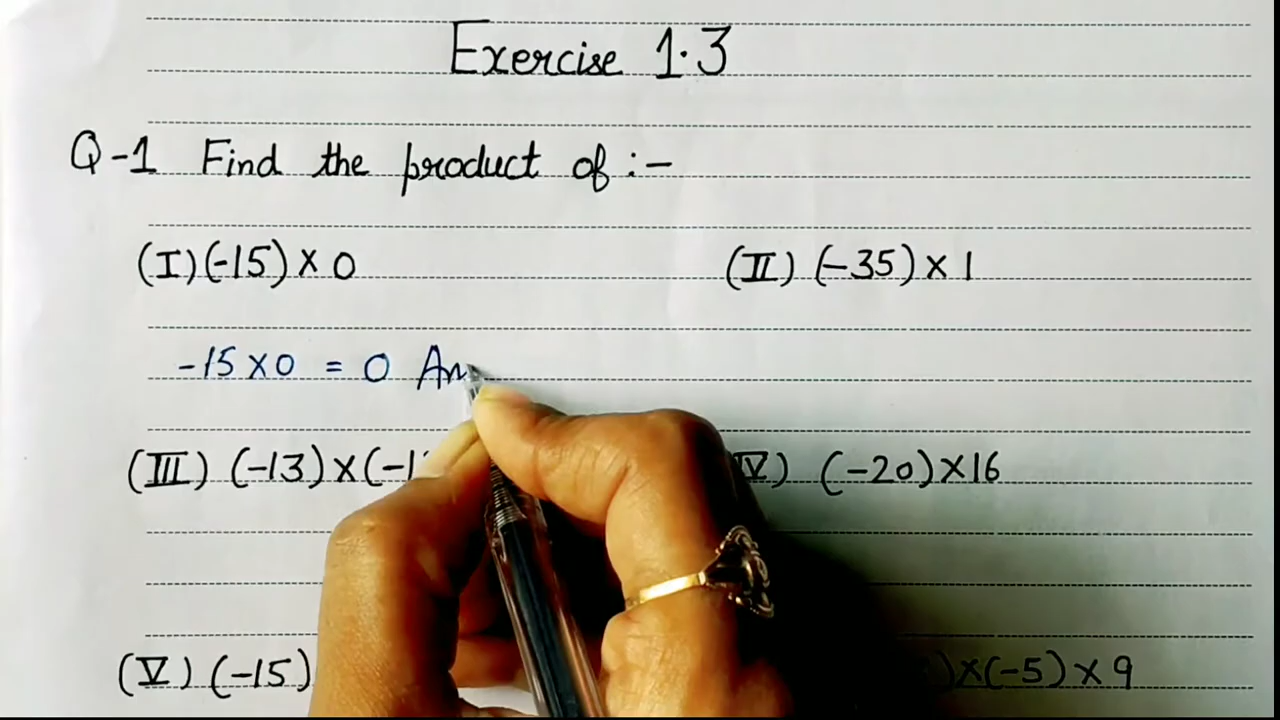 Exercise 1.3
Q-1 Find the product of :-
(I) (-15) × 0
(II) (-35) × 1
-15 × 0 = 0 An
(III) (-13) × (-1
IV) (-20) × 16
(V) (-15)
) × (-5) × 9